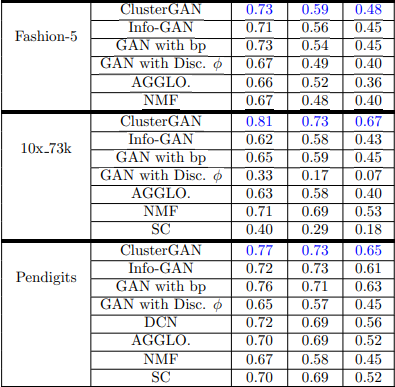 ClusterGAN 0.73 0.59 0.48
Info-GAN 0.71 0.56 0.45
Fashion-5 GAN with bp 0.73 0.54 0.45
GAN with Disc. ϕ 0.67 0.49 0.40
AGGLO. 0.66 0.52 0.36
NMF 0.67 0.48 0.40
ClusterGAN 0.81 0.73 0.67
Info-GAN 0.62 0.58 0.43
10x_73k GAN with bp 0.65 0.59 0.45
GAN with Disc. ϕ 0.33 0.17 0.07
AGGLO. 0.63 0.58 0.40
NMF 0.71 0.69 0.53
SC 0.40 0.29 0.18
ClusterGAN 0.77 0.73 0.65
Info-GAN 0.72 0.73 0.61
Pendigits GAN with bp 0.76 0.71 0.63
GAN with Disc. ϕ 0.65 0.57 0.45
DCN 0.72 0.69 0.56
AGGLO. 0.70 0.69 0.52
NMF 0.67 0.58 0.45
SC 0.70 0.69 0.52